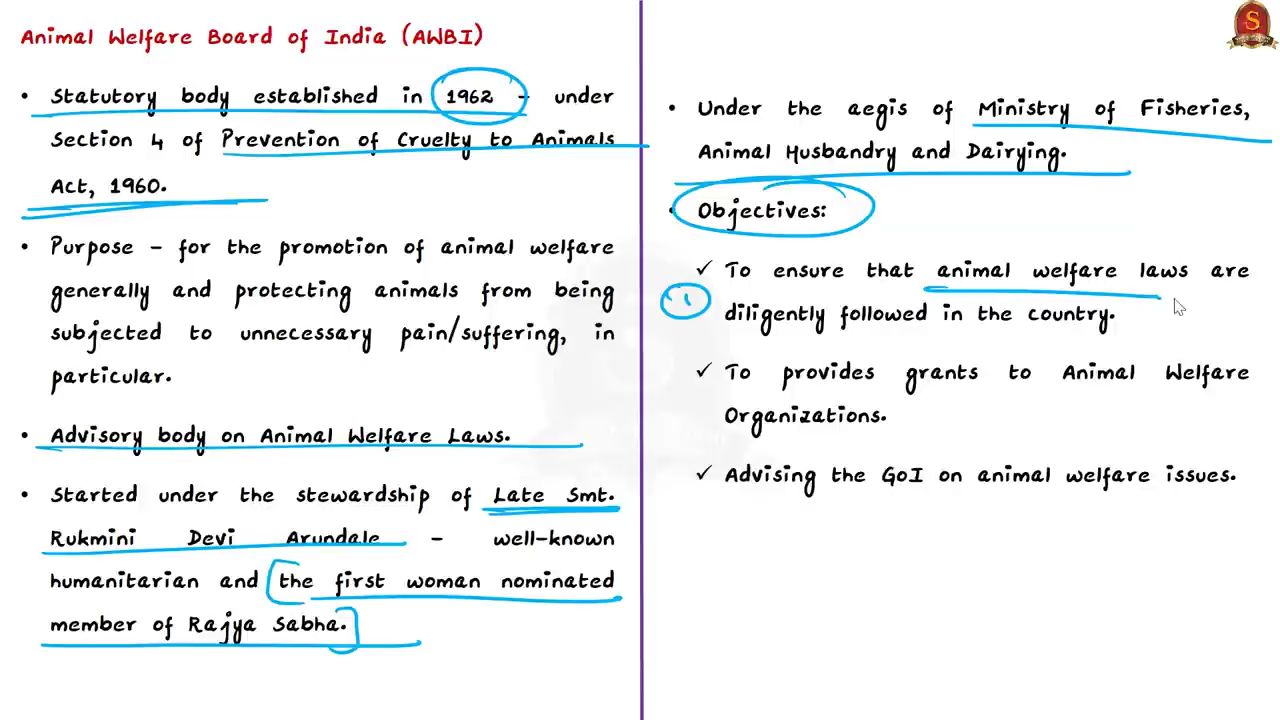 Animal Welfare Board of India (AWBI)
• Statutory body established in 1962 - under
Section 4 of Prevention of Cruelty to Animals
Act, 1960.
• Purpose - for the promotion of animal welfare
generally and protecting animals from being
subjected to unnecessary pain/suffering, in
particular.
• Advisory body on Animal Welfare Laws.
• Started under the stewardship of Late Smt.
Rukmini Devi Arundale - well-known
humanitarian and the first woman nominated
member of Rajya Sabha.
• Under the aegis of Ministry of Fisheries,
Animal Husbandry and Dairying.
• Objectives:
✓ To ensure that animal welfare laws are
1 diligently followed in the country.
✓ To provides grants to Animal Welfare
Organizations.
✓ Advising the GoI on animal welfare issues.
S